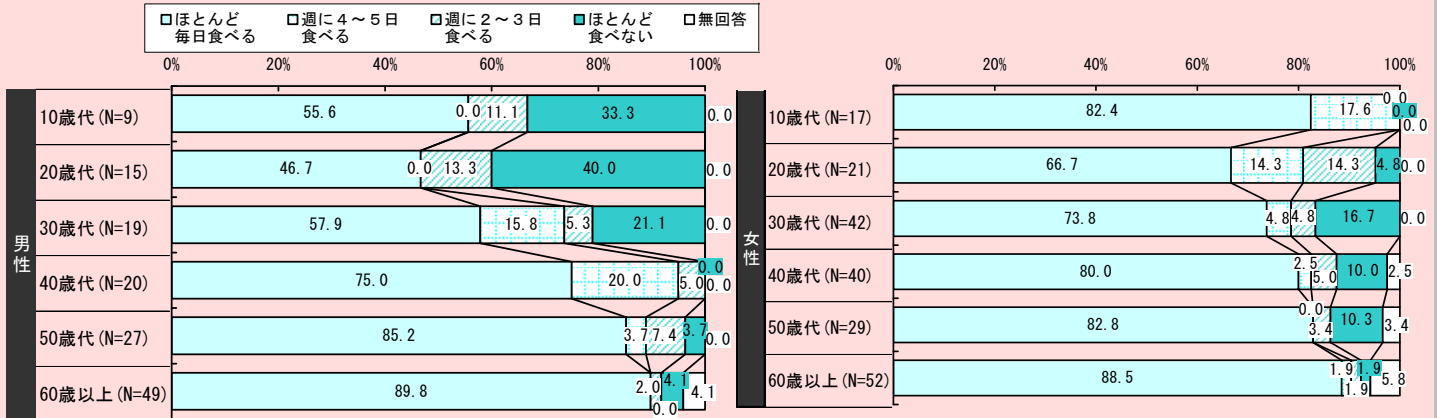 ほとんど
毎日食べる
週に4～5日
食べる
週に2～3日
食べる
ほとんど
食べない
無回答
0% 20% 40% 60% 80% 100%
男性
10歳代(N=9) 55.6 0.0 11.1 33.3 0.0
20歳代(N=15) 46.7 0.0 13.3 40.0 0.0
30歳代(N=19) 57.9 15.8 5.3 21.1 0.0
40歳代(N=20) 75.0 20.0 5.0 0.0 0.0
50歳代(N=27) 85.2 3.7 7.4 3.7 0.0
60歳以上(N=49) 89.8 2.0 0.0 4.1 4.1
0% 20% 40% 60% 80% 100%
女性
10歳代(N=17) 82.4 17.6 0.0 0.0 0.0
20歳代(N=21) 66.7 14.3 14.3 4.8 0.0
30歳代(N=42) 73.8 4.8 4.8 16.7 0.0
40歳代(N=40) 80.0 2.5 5.0 10.0 2.5
50歳代(N=29) 82.8 0.0 3.4 10.3 3.4
60歳以上(N=52) 88.5 1.9 1.9 1.9 5.8